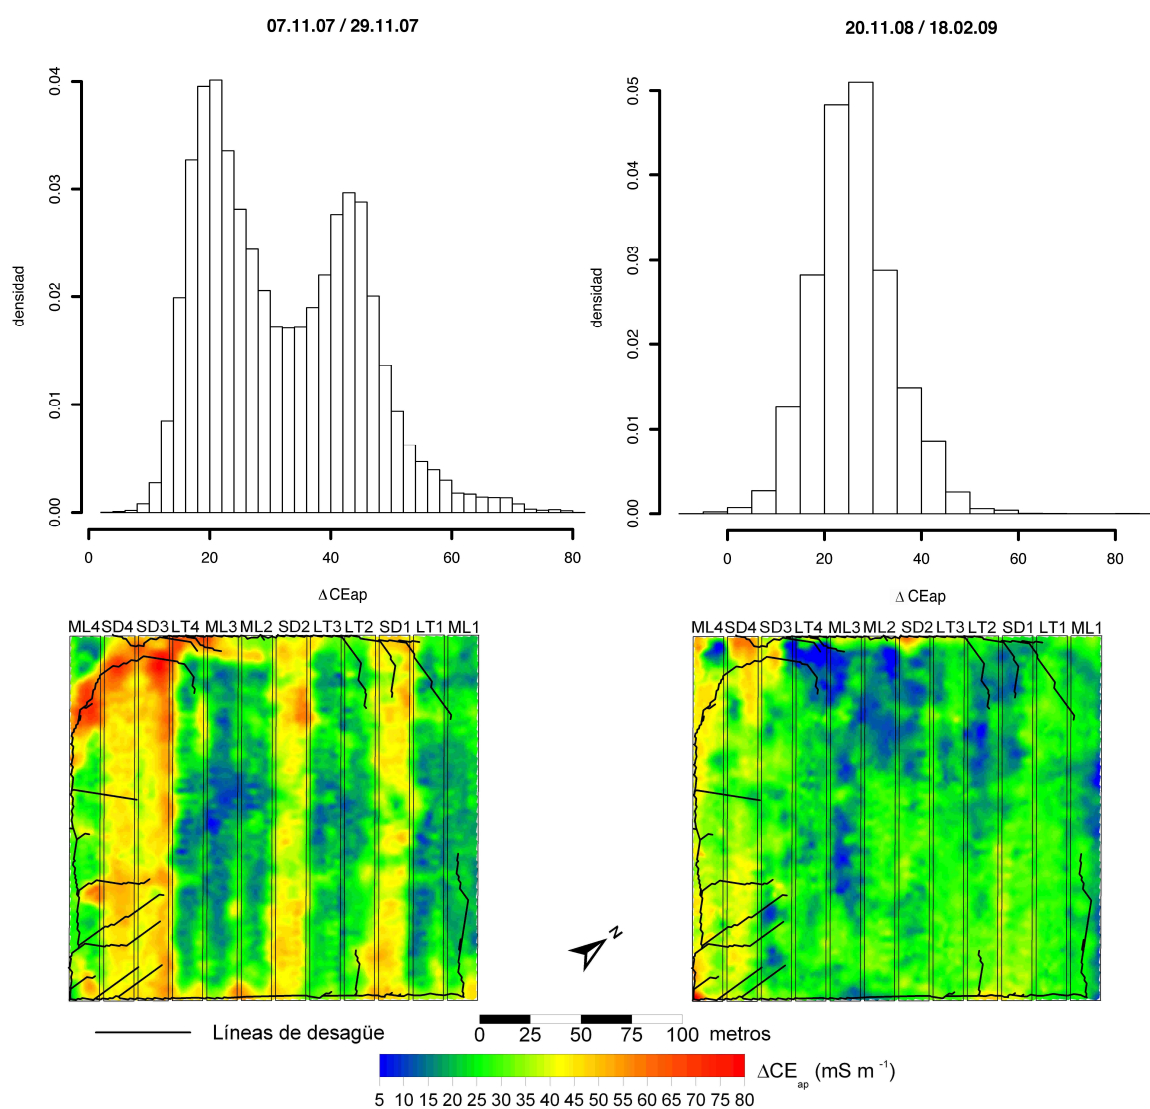 07.11.07 / 29.11.07
20.11.08 / 18.02.09
densidad
0.00 0.01 0.02 0.03 0.04
0 20 40 60 80
Δ CEap
densidad
0.00 0.01 0.02 0.03 0.04 0.05
0 20 40 60 80
Δ CEap
ML4 SD4 SD3 LT4 ML3 ML2 SD2 LT3 LT2 SD1 LT1 ML1
ML4 SD4 SD3 LT4 ML3 ML2 SD2 LT3 LT2 SD1 LT1 ML1
N
Líneas de desagüe
0 25 50 75 100 metros
5 10 15 20 25 30 35 40 45 50 55 60 65 70 75 80
ΔCEap (mS m -1)